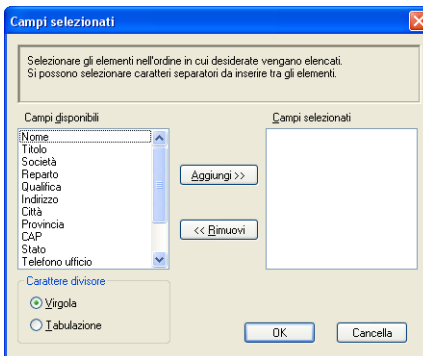 Campi selezionati
Selezionare gli elementi nell'ordine in cui desiderate vengano elencati.
Si possono selezionare caratteri separatori da inserire tra gli elementi.
Campi disponibili
Campi selezionati
Nome
Titolo
Società
Reparto
Qualifica
Indirizzo
Città
Provincia
CAP
Stato
Telefono ufficio
Aggiungi >>
<< Rimuovi
Carattere divisore
Virgola
Tabulazione
OK
Cancella